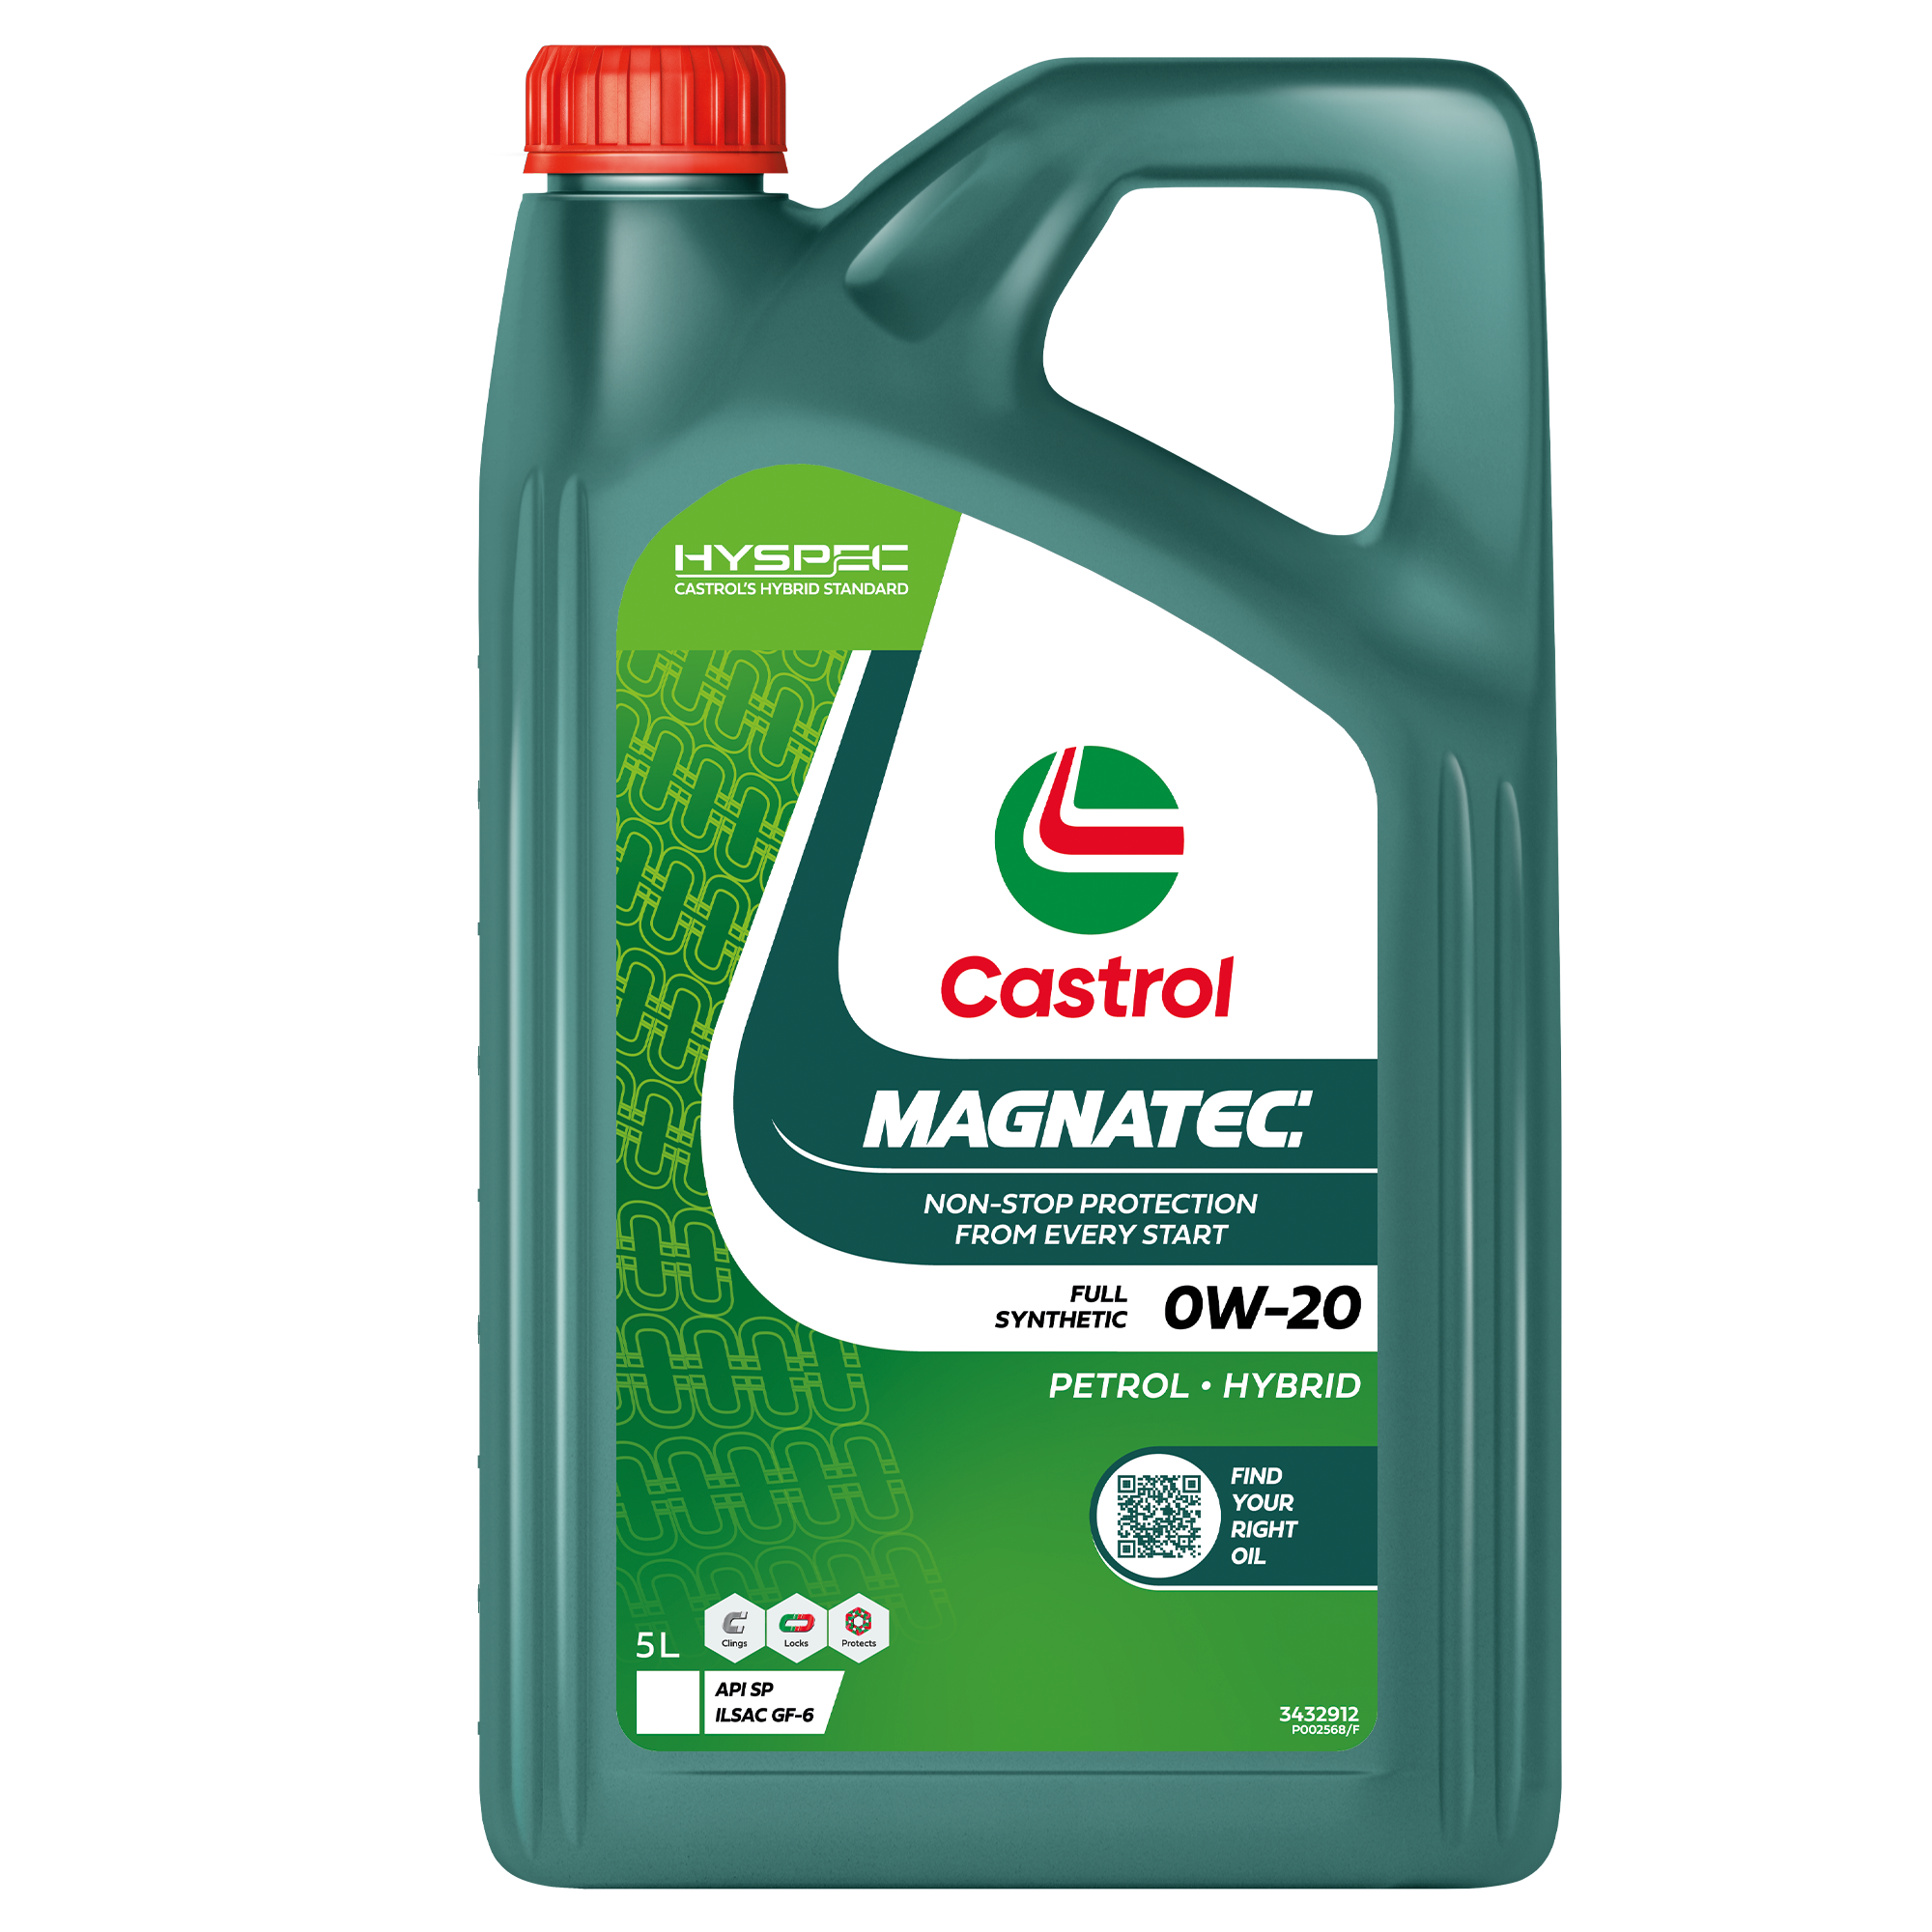 HYSPEC
CASTROL'S HYBRID STANDARD
Castrol
MAGNATEC
NON-STOP PROTECTION
FROM EVERY START
FULL
SYNTHETIC
0W-20
PETROL • HYBRID
FIND
YOUR
RIGHT
OIL
5L
Clings
Locks
Protects
API SP
ILSAC GF-6
3432912
P002568/F